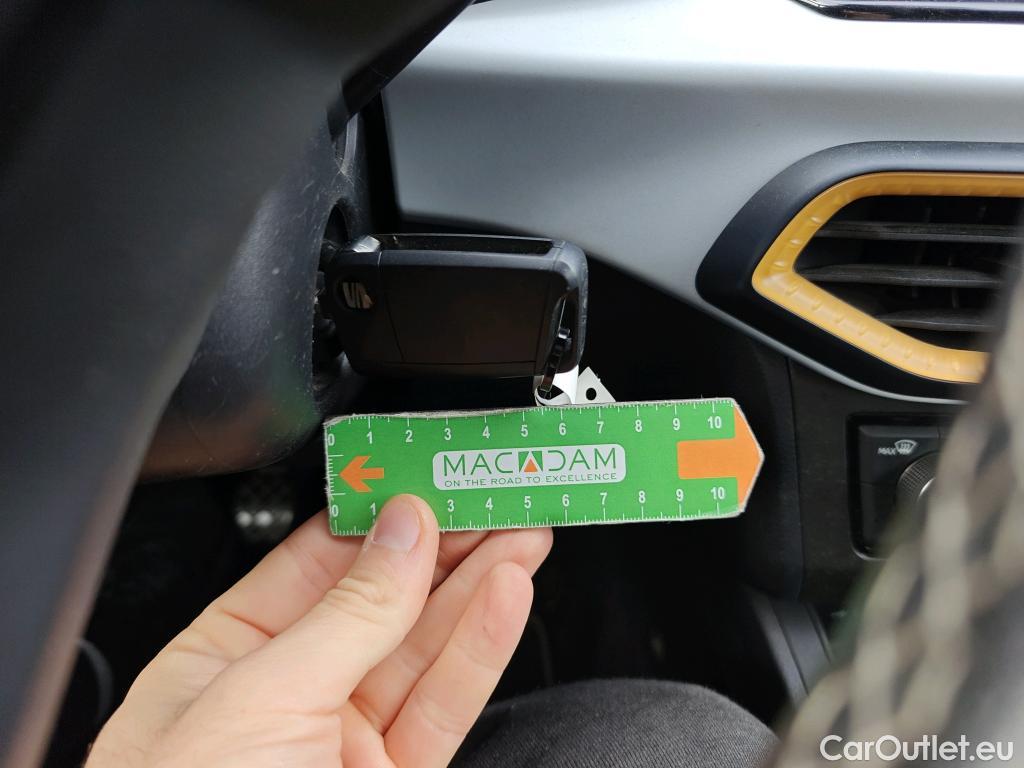 MAX
0 1 2 3 4 5 6 7 8 9 10
MACADAM
ON THE ROAD TO EXCELLENCE
0 1 3 4 5 6 7 8 9 10
CarOutlet.eu